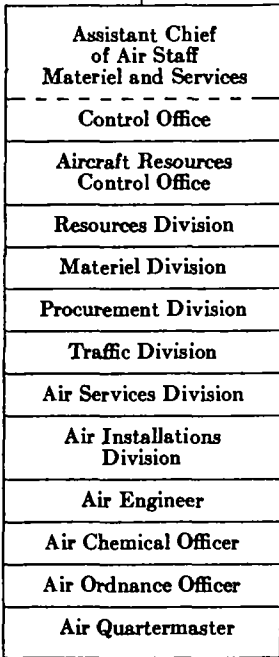 Assistant Chief
of Air Staff
Materiel and Services
Control Office
Aircraft Resources
Control Office
Resources Division
Materiel Division
Procurement Division
Traffic Division
Air Services Division
Air Installations
Division
Air Engineer
Air Chemical Officer
Air Ordnance Officer
Air Quartermaster